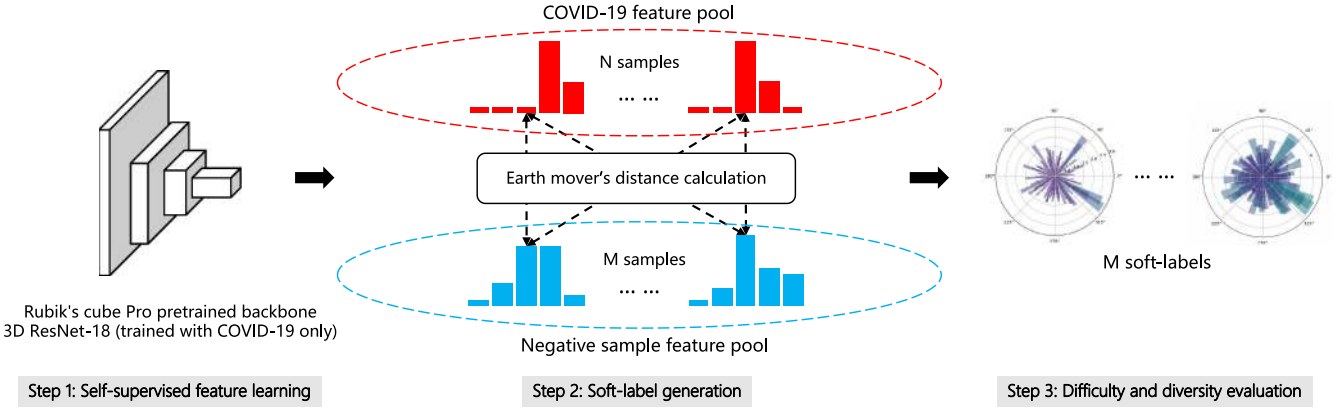 COVID-19 feature pool
N samples
... ...
Earth mover's distance calculation
M samples
... ...
Negative sample feature pool
Rubik's cube Pro pretrained backbone
3D ResNet-18 (trained with COVID-19 only)
... ...
M soft-labels
Step 1: Self-supervised feature learning
Step 2: Soft-label generation
Step 3: Difficulty and diversity evaluation